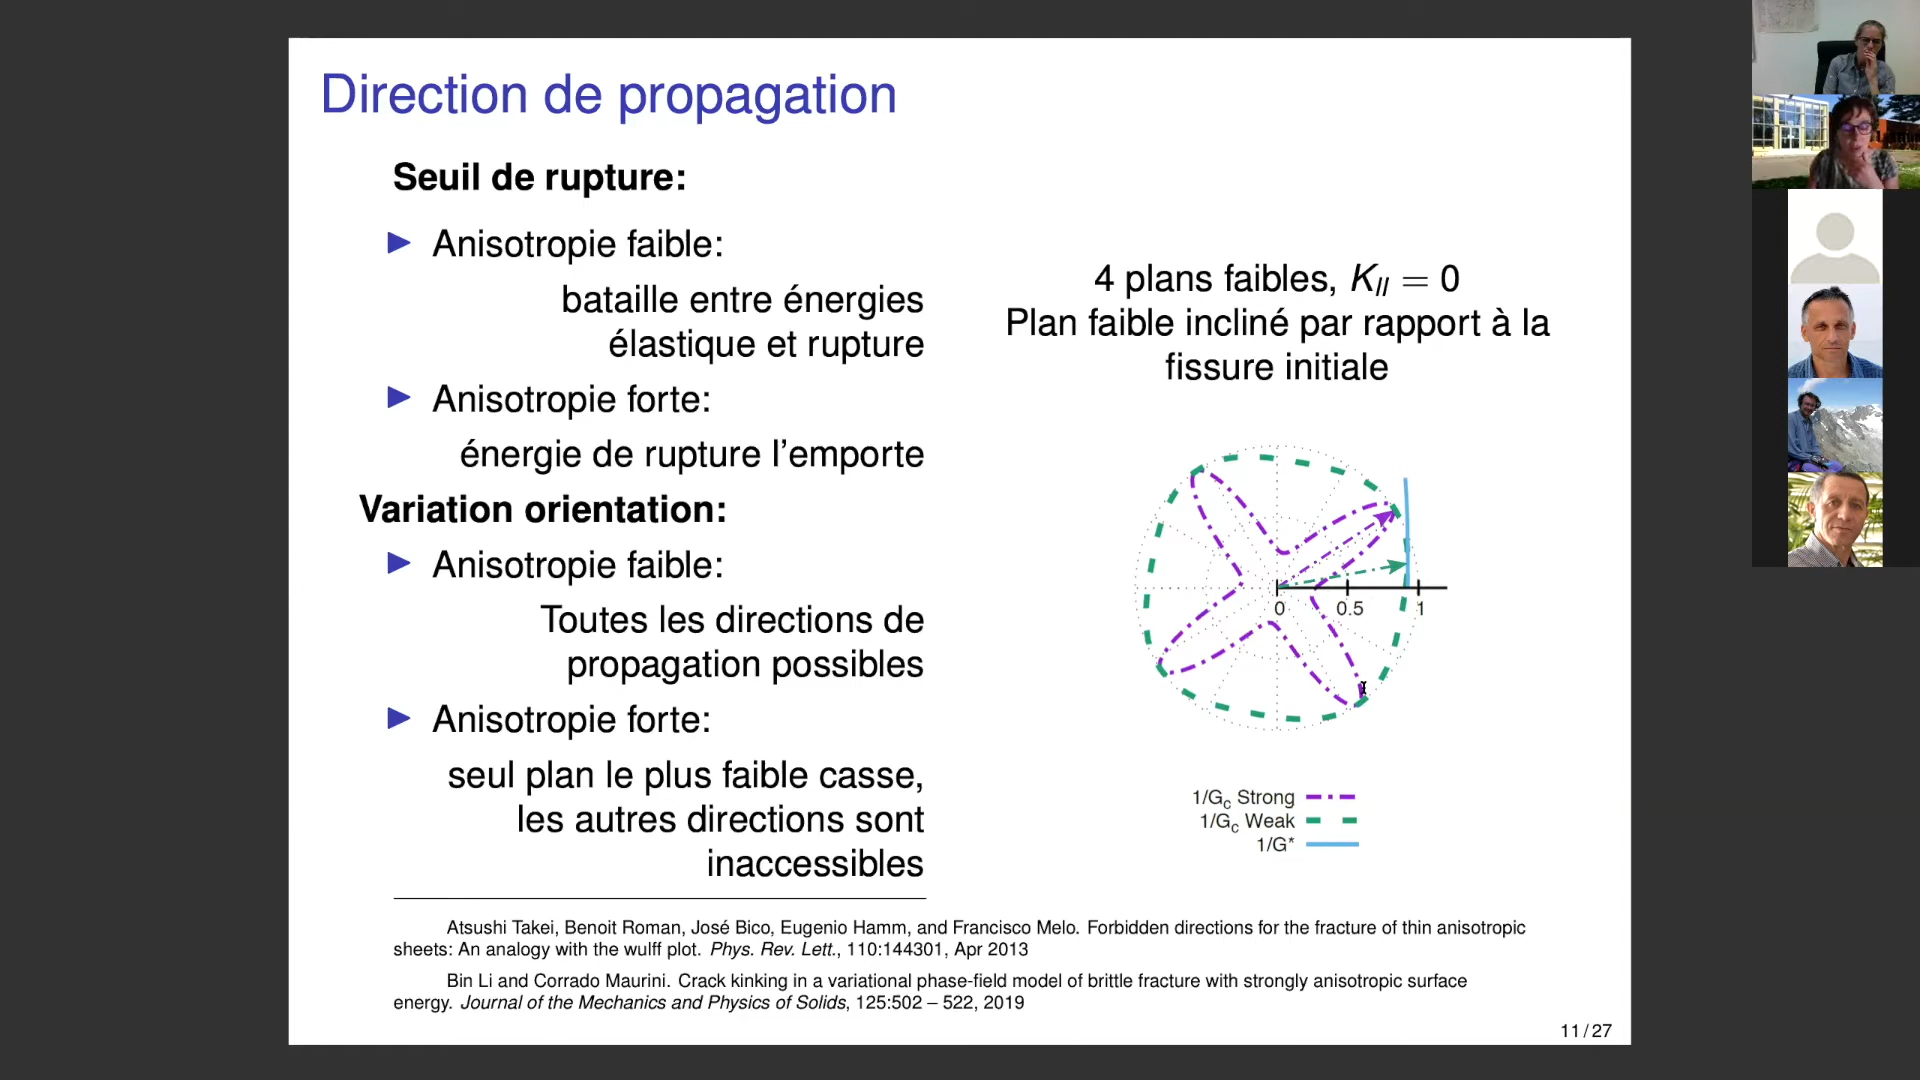 Direction de propagation
Seuil de rupture:
Anisotropie faible:
bataille entre énergies
élastique et rupture
Anisotropie forte:
énergie de rupture l'emporte
Variation orientation:
Anisotropie faible:
Toutes les directions de
propagation possibles
Anisotropie forte:
seul plan le plus faible casse,
les autres directions sont
inaccessibles
4 plans faibles, K_II = 0
Plan faible incliné par rapport à la
fissure initiale
0 0.5 1
1/G_c Strong
1/G_c Weak
1/G*
Atsushi Takei, Benoit Roman, José Bico, Eugenio Hamm, and Francisco Melo. Forbidden directions for the fracture of thin anisotropic
sheets: An analogy with the wulff plot. Phys. Rev. Lett., 110:144301, Apr 2013
Bin Li and Corrado Maurini. Crack kinking in a variational phase-field model of brittle fracture with strongly anisotropic surface
energy. Journal of the Mechanics and Physics of Solids, 125:502 – 522, 2019
11 / 27